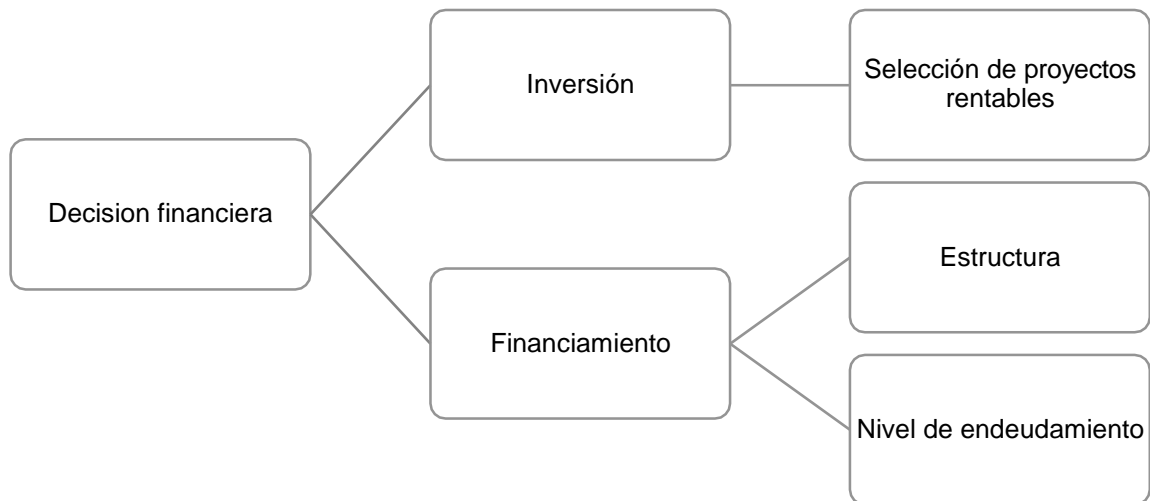 Inversión
Selección de proyectos
rentables
Decision financiera
Estructura
Financiamiento
Nivel de endeudamiento